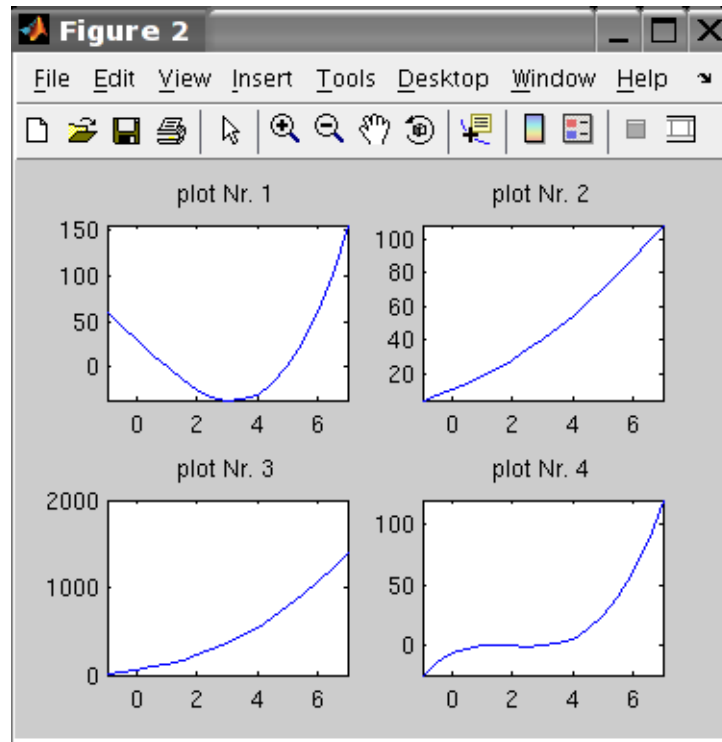 Figure 2
File Edit View Insert Tools Desktop Window Help
plot Nr. 1
150
100
50
0
0 2 4 6
plot Nr. 2
100
80
60
40
20
0 2 4 6
plot Nr. 3
2000
1000
0
0 2 4 6
plot Nr. 4
100
50
0
0 2 4 6